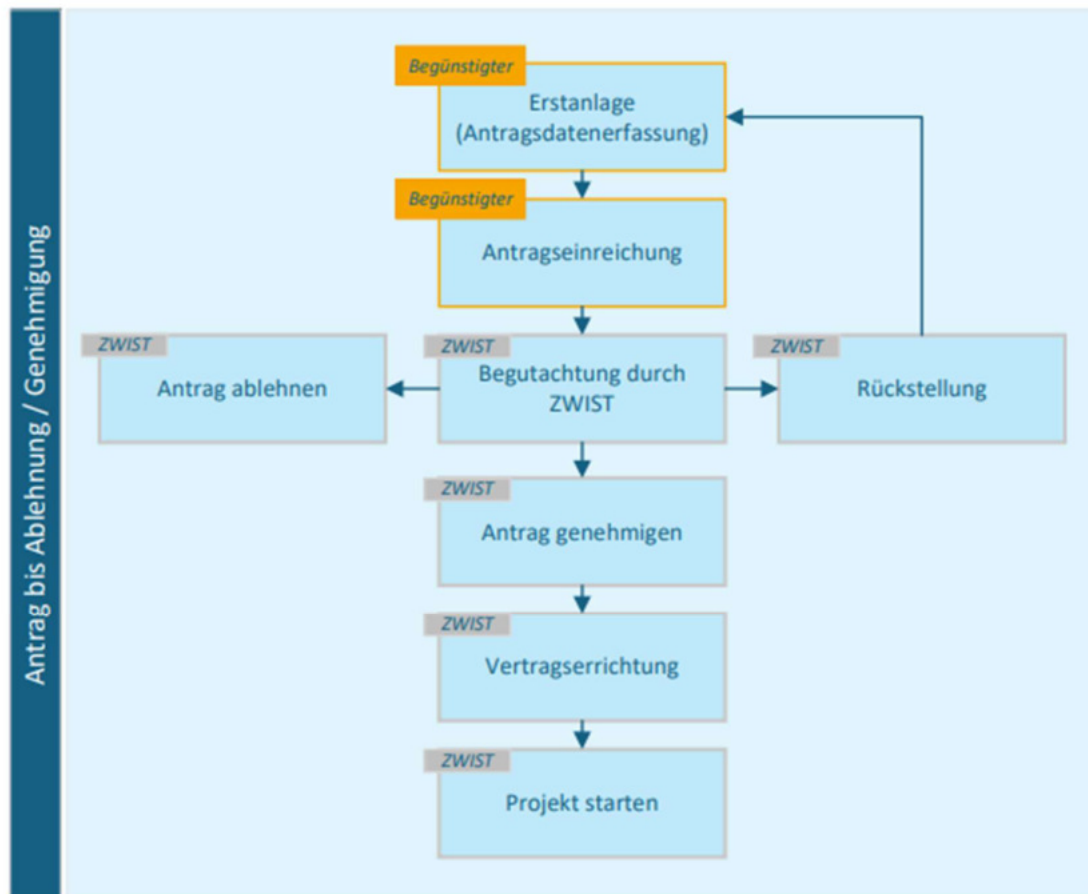 Antrag bis Ablehnung / Genehmigung
Begünstigter
Erstanlage
(Antragsdatenerfassung)
Begünstigter
Antragseinreichung
ZWIST
Antrag ablehnen
ZWIST
Begutachtung durch
ZWIST
ZWIST
Rückstellung
ZWIST
Antrag genehmigen
ZWIST
Vertragserrichtung
ZWIST
Projekt starten